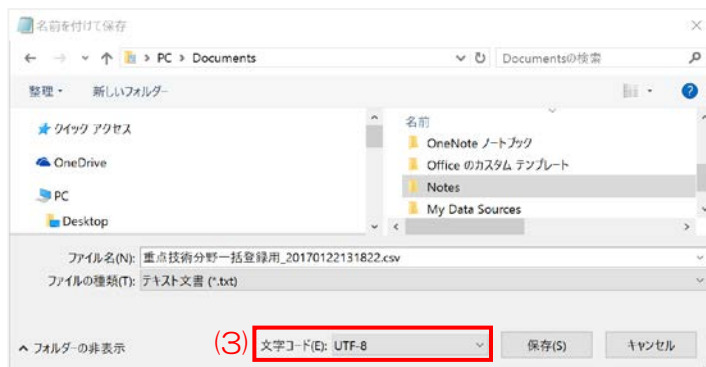 名前を付けて保存
PC > Documents
Documentsの検索
整理
新しいフォルダー
クイック アクセス
OneDrive
PC
Desktop
名前
OneNote ノートブック
Office のカスタム テンプレート
Notes
My Data Sources
ファイル名(N): 重点技術分野一括登録用_20170122131822.csv
ファイルの種類(T): テキスト文書 (*.txt)
フォルダーの非表示
(3) 文字コード(E): UTF-8
保存(S)
キャンセル